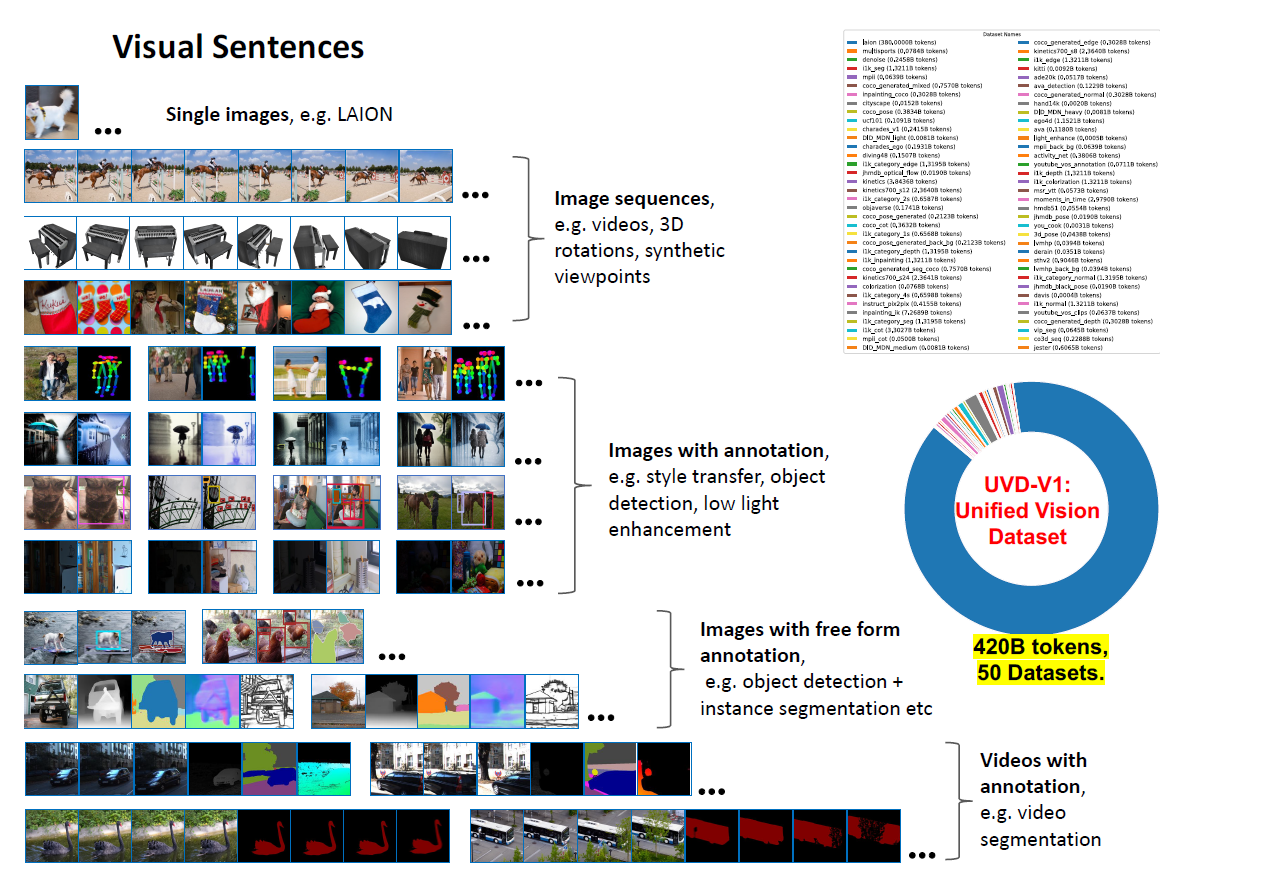 Visual Sentences
Single images, e.g. LAION
Image sequences,
e.g. videos, 3D
rotations, synthetic
viewpoints
Images with annotation,
e.g. style transfer, object
detection, low light
enhancement
Images with free form
annotation,
e.g. object detection +
instance segmentation etc
Videos with
annotation,
e.g. video
segmentation
Dataset Names
laion (380.0000B tokens)
multisports (0.0784B tokens)
denoise (0.2458B tokens)
i1k_seg (1.3211B tokens)
mpii (0.0639B tokens)
coco_generated_mixed (0.7570B tokens)
inpainting_coco (0.3028B tokens)
cityscape (0.0152B tokens)
coco_pose (0.3834B tokens)
ucf101 (0.1091B tokens)
charades_v1 (0.2415B tokens)
DID_MDN_light (0.0081B tokens)
charades_ego (0.1931B tokens)
diving48 (0.1507B tokens)
i1k_category_edge (1.3195B tokens)
jhmdb_optical_flow (0.0190B tokens)
kinetics (3.8436B tokens)
kinetics700_s12 (2.3640B tokens)
i1k_category_2s (0.6587B tokens)
objaverse (0.1741B tokens)
coco_pose_generated (0.2123B tokens)
coco_cot (0.3632B tokens)
i1k_category_1s (0.6568B tokens)
coco_pose_generated_back_bg (0.2123B tokens)
i1k_category_depth (1.3195B tokens)
i1k_inpainting (1.3211B tokens)
coco_generated_seg_coco (0.7570B tokens)
kinetics700_s24 (2.3641B tokens)
colorization (0.0768B tokens)
i1k_category_4s (0.6598B tokens)
instruct_pix2pix (0.4155B tokens)
inpainting_ik (7.2689B tokens)
i1k_category_seg (1.3195B tokens)
i1k_cot (3.3027B tokens)
mpii_cot (0.0500B tokens)
DID_MDN_medium (0.0081B tokens)
coco_generated_edge (0.3028B tokens)
kinetics700_s8 (2.3640B tokens)
i1k_edge (1.3211B tokens)
kitti (0.0092B tokens)
ade20k (0.0517B tokens)
ava_detection (0.1229B tokens)
coco_generated_normal (0.3028B tokens)
hand14k (0.0020B tokens)
DID_MDN_heavy (0.0081B tokens)
ego4d (1.1521B tokens)
ava (0.1180B tokens)
light_enhance (0.0005B tokens)
mpii_back_bg (0.0639B tokens)
activity_net (0.3806B tokens)
youtube_vos_annotation (0.0711B tokens)
i1k_depth (1.3211B tokens)
i1k_colorization (1.3211B tokens)
msr_vtt (0.0573B tokens)
moments_in_time (2.9790B tokens)
hmdb51 (0.0554B tokens)
jhmdb_pose (0.0190B tokens)
you_cook (0.0031B tokens)
3d_pose (0.0438B tokens)
lvmhp (0.0394B tokens)
derain (0.0351B tokens)
sthv2 (0.9046B tokens)
lvmhp_back_bg (0.0394B tokens)
i1k_category_normal (1.3195B tokens)
jhmdb_black_pose (0.0190B tokens)
davis (0.0004B tokens)
i1k_normal (1.3211B tokens)
youtube_vos_clips (0.0637B tokens)
coco_generated_depth (0.3028B tokens)
vip_seg (0.0645B tokens)
co3d_seq (0.2288B tokens)
jester (0.6065B tokens)
UVD-V1:
Unified Vision
Dataset
420B tokens,
50 Datasets.